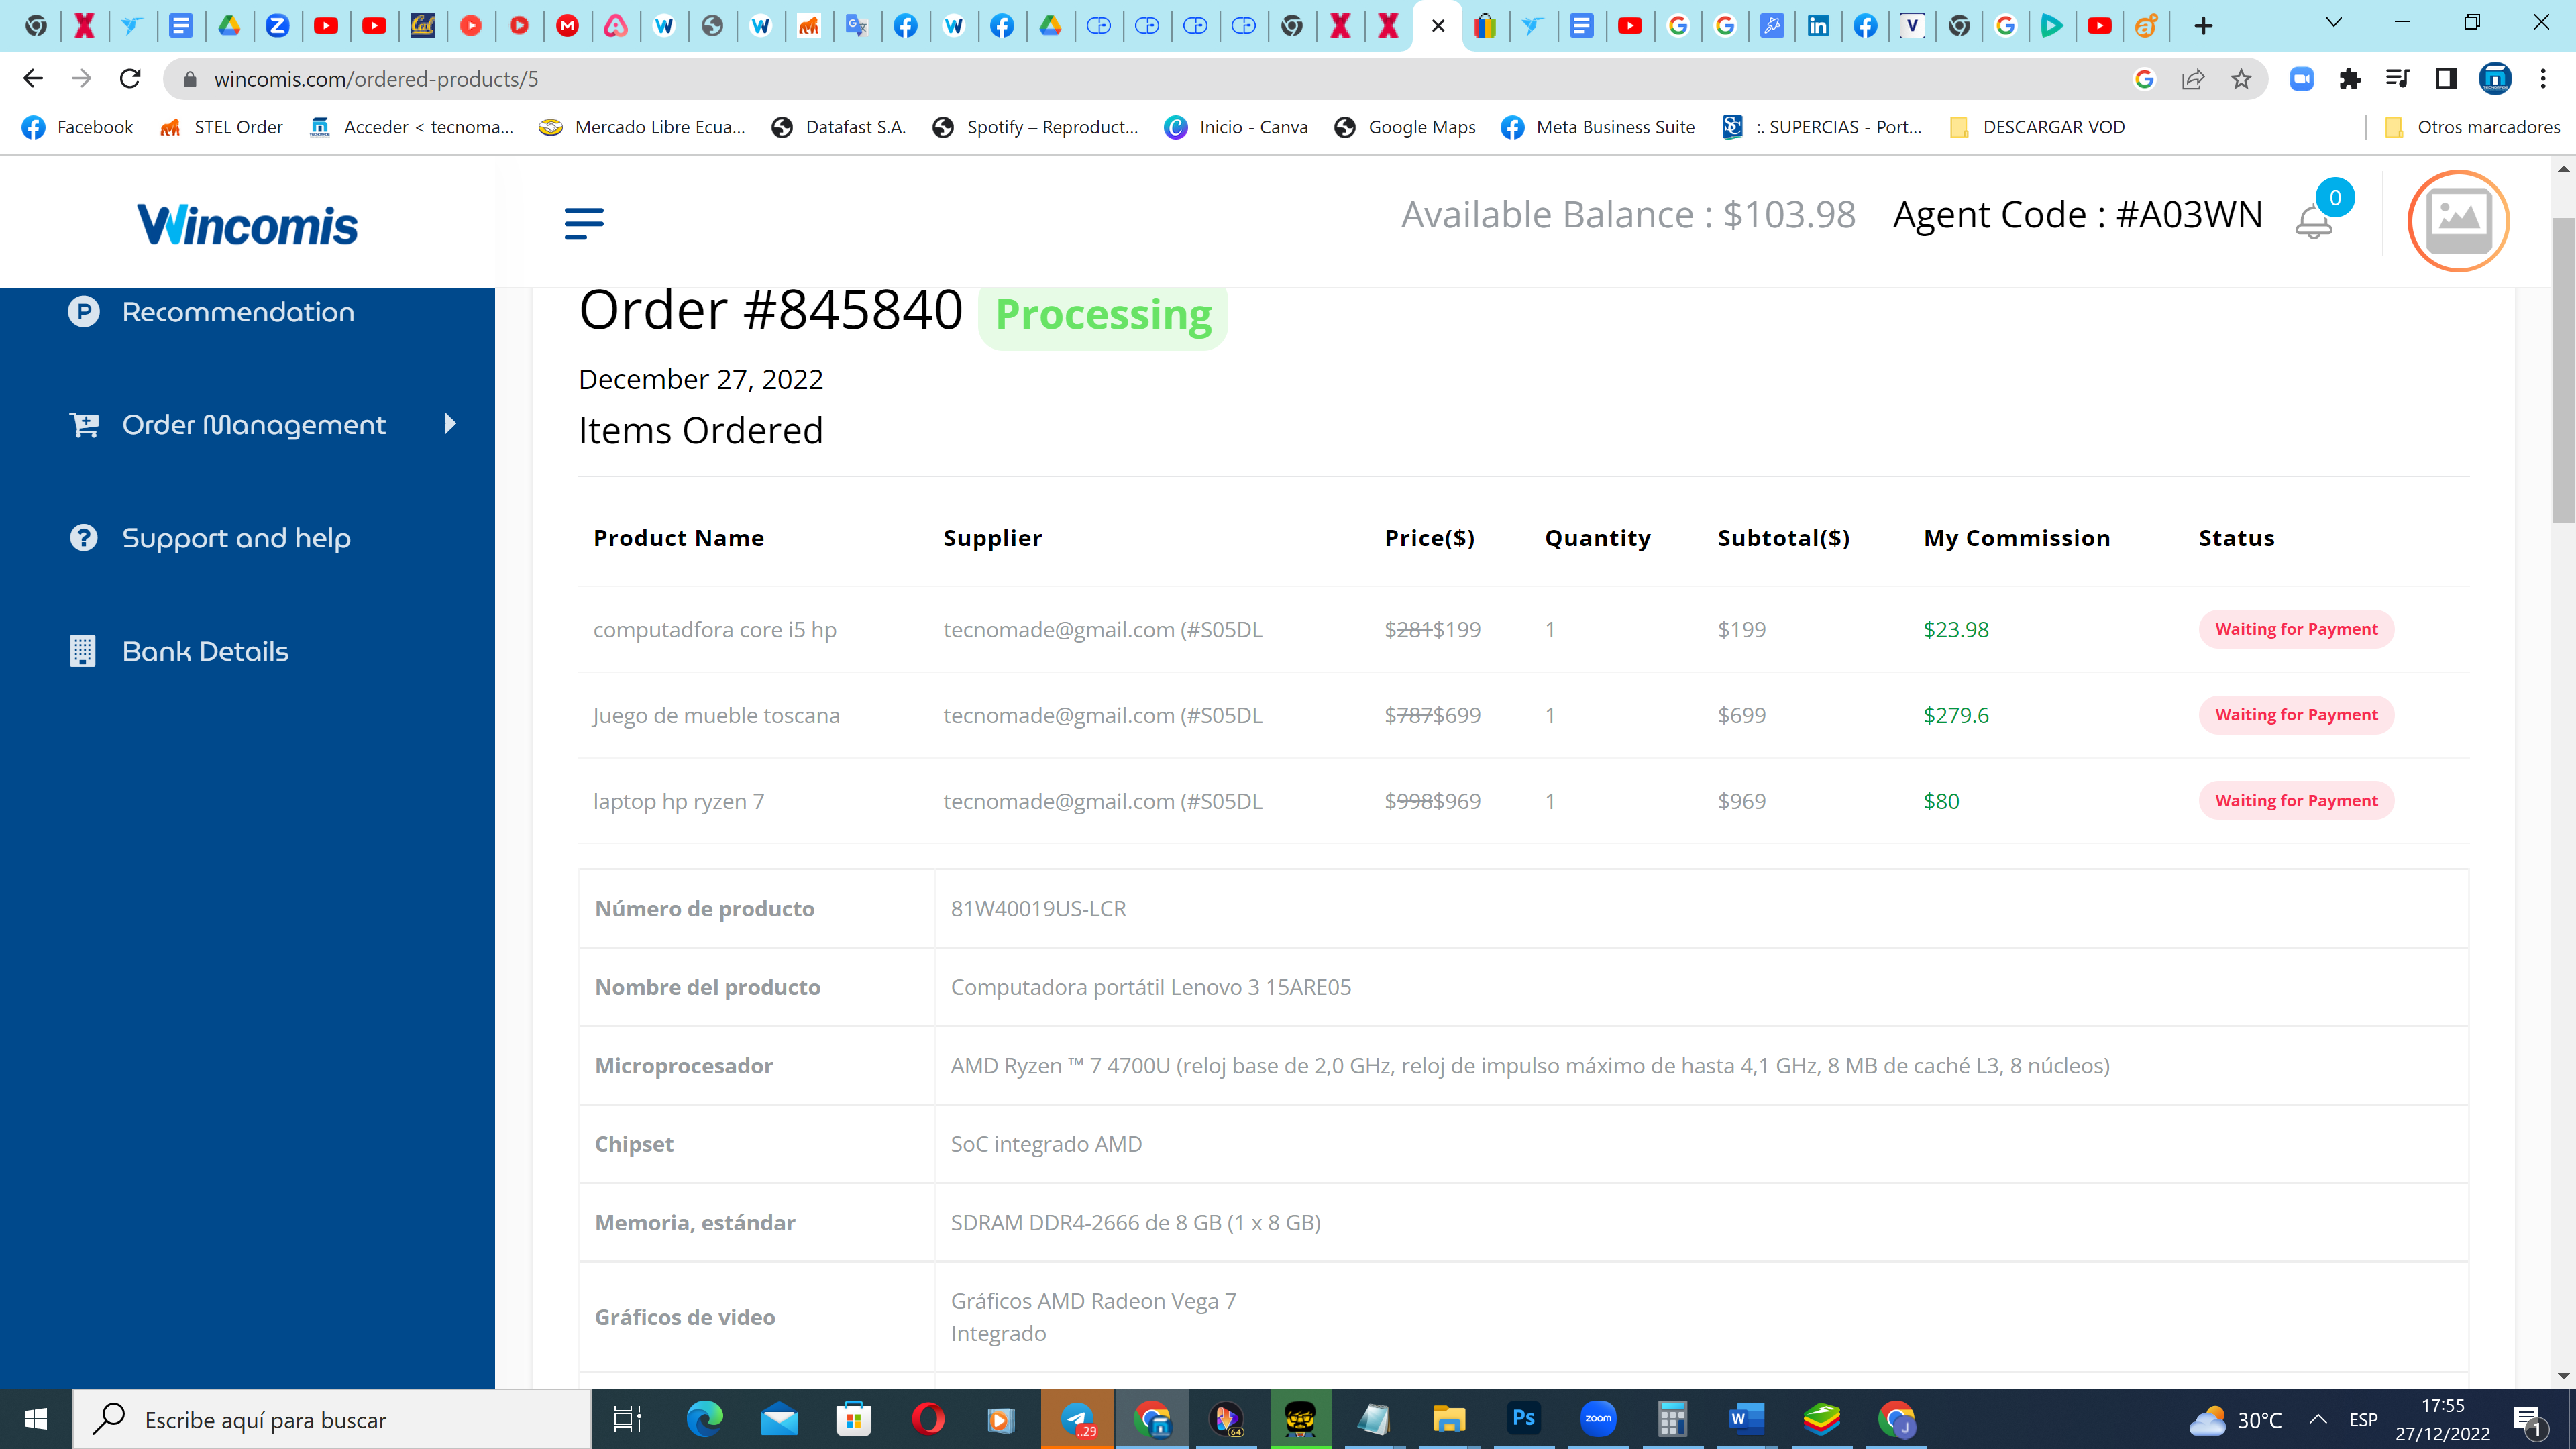 wincomis.com/ordered-products/5
Facebook STEL Order Acceder < tecnoma... Mercado Libre Ecua... Datafast S.A. Spotify – Reproduct... Inicio - Canva Google Maps Meta Business Suite :. SUPERCIAS - Port... DESCARGAR VOD Otros marcadores
Wincomis
Available Balance : $103.98 Agent Code : #A03WN 0
Recommendation
Order Management
Support and help
Bank Details
Order #845840 Processing
December 27, 2022
Items Ordered
Product Name Supplier Price($) Quantity Subtotal($) My Commission Status
computadfora core i5 hp tecnomade@gmail.com (#S05DL $281$199 1 $199 $23.98 Waiting for Payment
Juego de mueble toscana tecnomade@gmail.com (#S05DL $787$699 1 $699 $279.6 Waiting for Payment
laptop hp ryzen 7 tecnomade@gmail.com (#S05DL $998$969 1 $969 $80 Waiting for Payment
Número de producto 81W40019US-LCR
Nombre del producto Computadora portátil Lenovo 3 15ARE05
Microprocesador AMD Ryzen ™ 7 4700U (reloj base de 2,0 GHz, reloj de impulso máximo de hasta 4,1 GHz, 8 MB de caché L3, 8 núcleos)
Chipset SoC integrado AMD
Memoria, estándar SDRAM DDR4-2666 de 8 GB (1 x 8 GB)
Gráficos de video Gráficos AMD Radeon Vega 7
Integrado
Escribe aquí para buscar
..29
64
Ps
zoom
W
J
30°C
ESP
17:55
27/12/2022
1